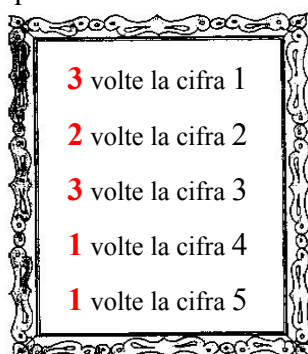 3 volte la cifra 1
2 volte la cifra 2
3 volte la cifra 3
1 volte la cifra 4
1 volte la cifra 5